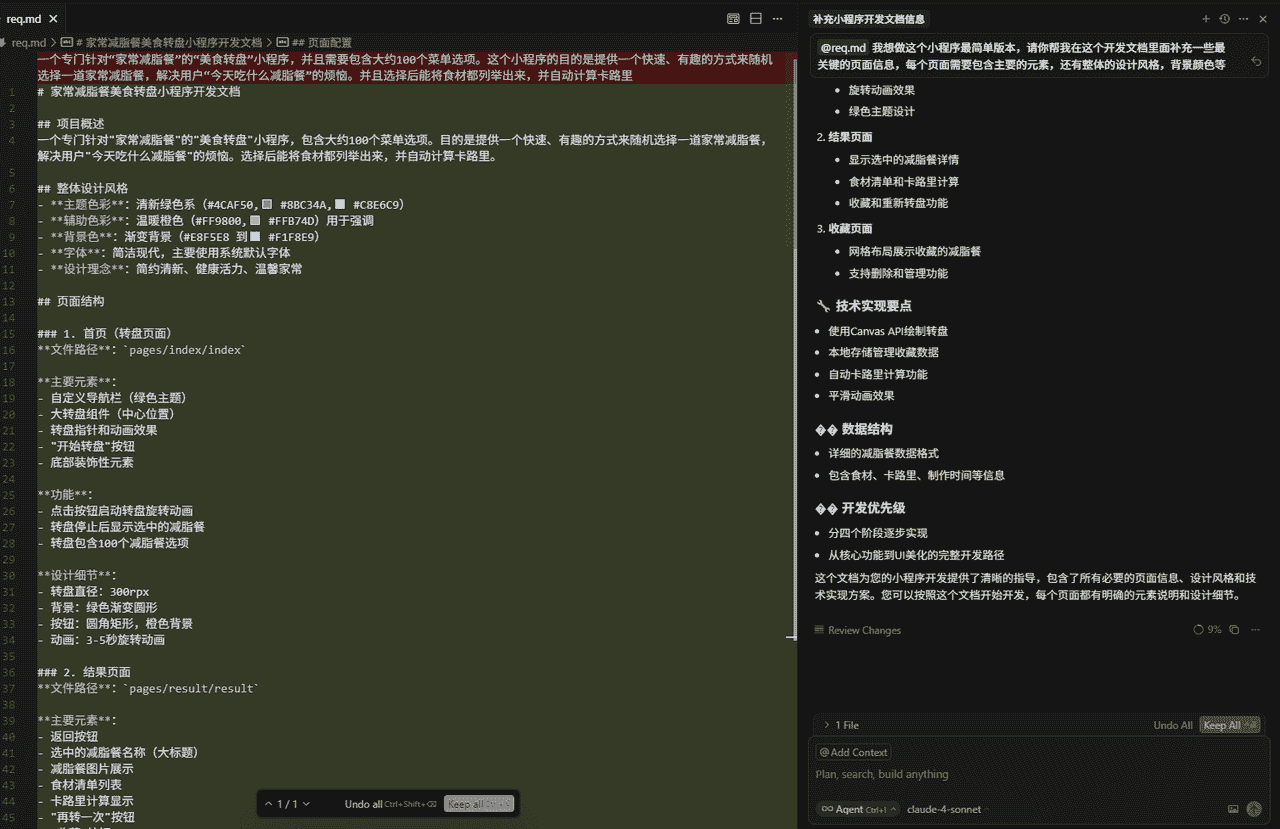 req.md
req.md > # 家常减脂餐美食转盘小程序开发文档 > ## 页面配置
一个专门针对"家常减脂餐"的"美食转盘"小程序，并且需要包含大约100个菜单选项。这个小程序的目的是提供一个快速、有趣的方式来随机
选择一道家常减脂餐，解决用户“今天吃什么减脂餐”的烦恼。并且选择后能将食材都列举出来，并自动计算卡路里
1 # 家常减脂餐美食转盘小程序开发文档
2
3 ## 项目概述
4 一个专门针对"家常减脂餐"的"美食转盘"小程序，包含大约100个菜单选项。目的是提供一个快速、有趣的方式来随机选择一道家常减脂餐，
解决用户"今天吃什么减脂餐"的烦恼。选择后能将食材都列举出来，并自动计算卡路里。
5
6 ## 整体设计风格
7 - **主题色彩**：清新绿色系（#4CAF50, #8BC34A, #C8E6C9）
8 - **辅助色彩**：温暖橙色（#FF9800, #FFB74D）用于强调
9 - **背景色**：渐变背景（#E8F5E8 到 #F1F8E9）
10 - **字体**：简洁现代，主要使用系统默认字体
11 - **设计理念**：简约清新、健康活力、温馨家常
12
13 ## 页面结构
14
15 ### 1. 首页（转盘页面）
16 **文件路径**：`pages/index/index`
17
18 **主要元素**：
19 - 自定义导航栏（绿色主题）
20 - 大转盘组件（中心位置）
21 - 转盘指针和动画效果
22 - "开始转盘"按钮
23 - 底部装饰性元素
24
25 **功能**：
26 - 点击按钮启动转盘旋转动画
27 - 转盘停止后显示选中的减脂餐
28 - 转盘包含100个减脂餐选项
29
30 **设计细节**：
31 - 转盘直径：300rpx
32 - 背景：绿色渐变圆形
33 - 按钮：圆角矩形，橙色背景
34 - 动画：3-5秒旋转动画
35
36 ### 2. 结果页面
37 **文件路径**：`pages/result/result`
38
39 **主要元素**：
40 - 返回按钮
41 - 选中的减脂餐名称（大标题）
42 - 减脂餐图片展示
43 - 食材清单列表
44 - 卡路里计算显示
45 - "再转一次"按钮
1 / 1 Undo all Ctrl+Shift+⌫ Keep all
补充小程序开发文档信息
@req.md 我想做这个小程序最简单版本，请你帮我在这个开发文档里面补充一些最
关键的页面信息，每个页面需要包含主要的元素，还有整体的设计风格，背景颜色等
• 旋转动画效果
• 绿色主题设计
2. 结果页面
• 显示选中的减脂餐详情
• 食材清单和卡路里计算
• 收藏和重新转盘功能
3. 收藏页面
• 网格布局展示收藏的减脂餐
• 支持删除和管理功能
🔧 技术实现要点
• 使用Canvas API绘制转盘
• 本地存储管理收藏数据
• 自动卡路里计算功能
• 平滑动画效果
�� 数据结构
• 详细的减脂餐数据格式
• 包含食材、卡路里、制作时间等信息
�� 开发优先级
• 分四个阶段逐步实现
• 从核心功能到UI美化的完整开发路径
这个文档为您的小程序开发提供了清晰的指导，包含了所有必要的页面信息、设计风格和技
术实现方案。您可以按照这个文档开始开发，每个页面都有明确的元素说明和设计细节。
Review Changes 9%
1 File Undo All Keep All
@ Add Context
Plan, search, build anything
Agent Ctrl+I claude-4-sonnet